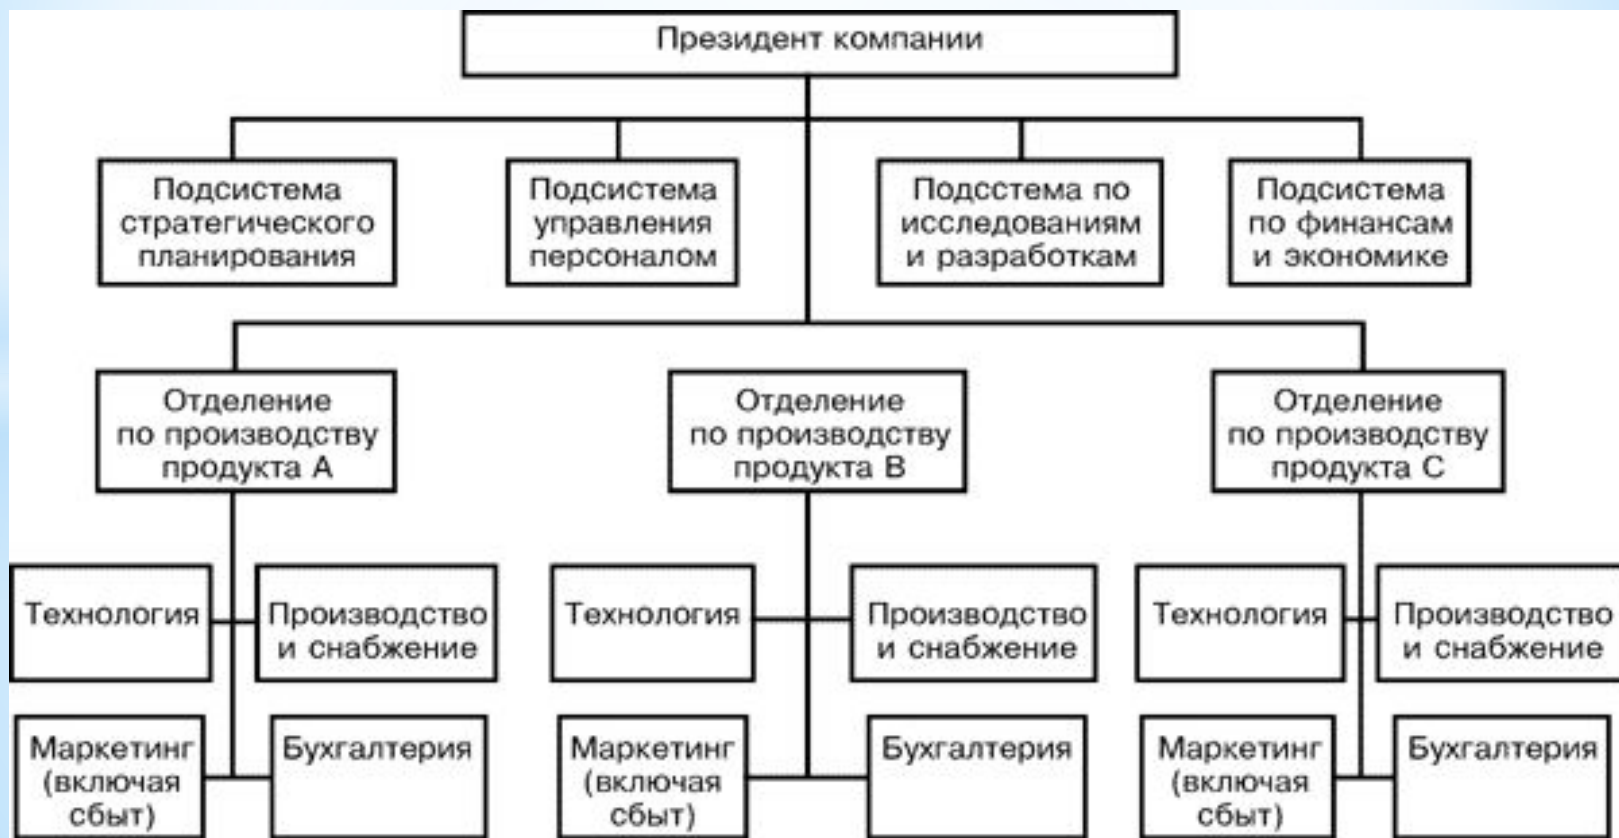 Президент компании
Подсистема
стратегического
планирования
Подсистема
управления
персоналом
Подсстема по
исследованиям
и разработкам
Подсистема
по финансам
и экономике
Отделение
по производству
продукта А
Отделение
по производству
продукта В
Отделение
по производству
продукта С
Технология
Производство
и снабжение
Технология
Производство
и снабжение
Технология
Производство
и снабжение
Маркетинг
(включая
сбыт)
Бухгалтерия
Маркетинг
(включая
сбыт)
Бухгалтерия
Маркетинг
(включая
сбыт)
Бухгалтерия